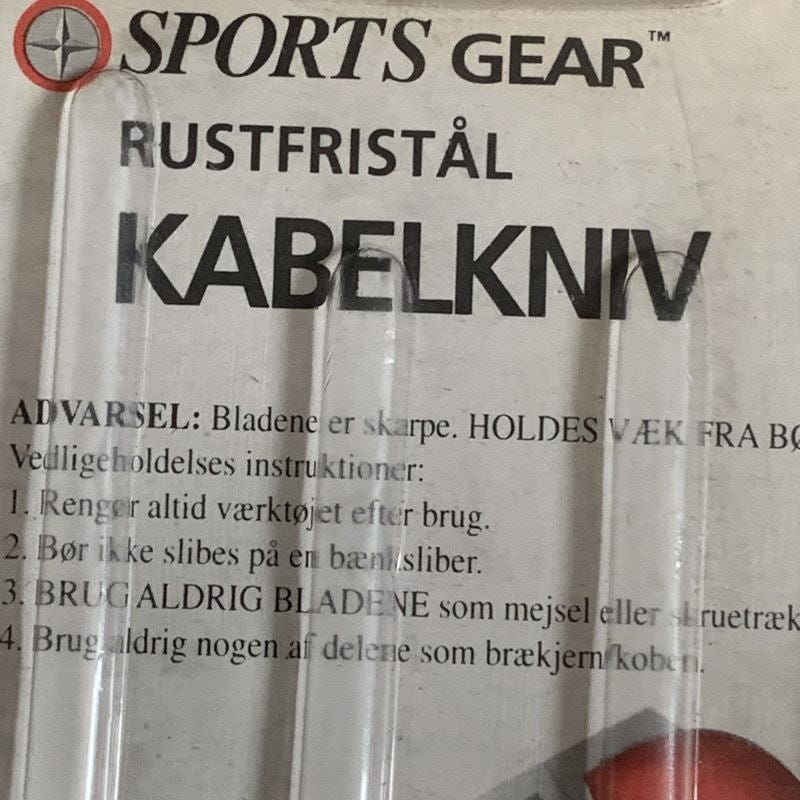 SPORTS GEAR™
RUSTFRISTÅL
KABELKNIV
ADVARSEL: Bladene er skarpe. HOLDES VÆK FRA BØ
Vedligeholdelses instruktioner:
1. Rengør altid værktøjet efter brug.
2. Bør ikke slibes på en bænksliber.
3. BRUG ALDRIG BLADENE som mejsel eller skruetræk
4. Brug aldrig nogen af delene som brækjern/koben.